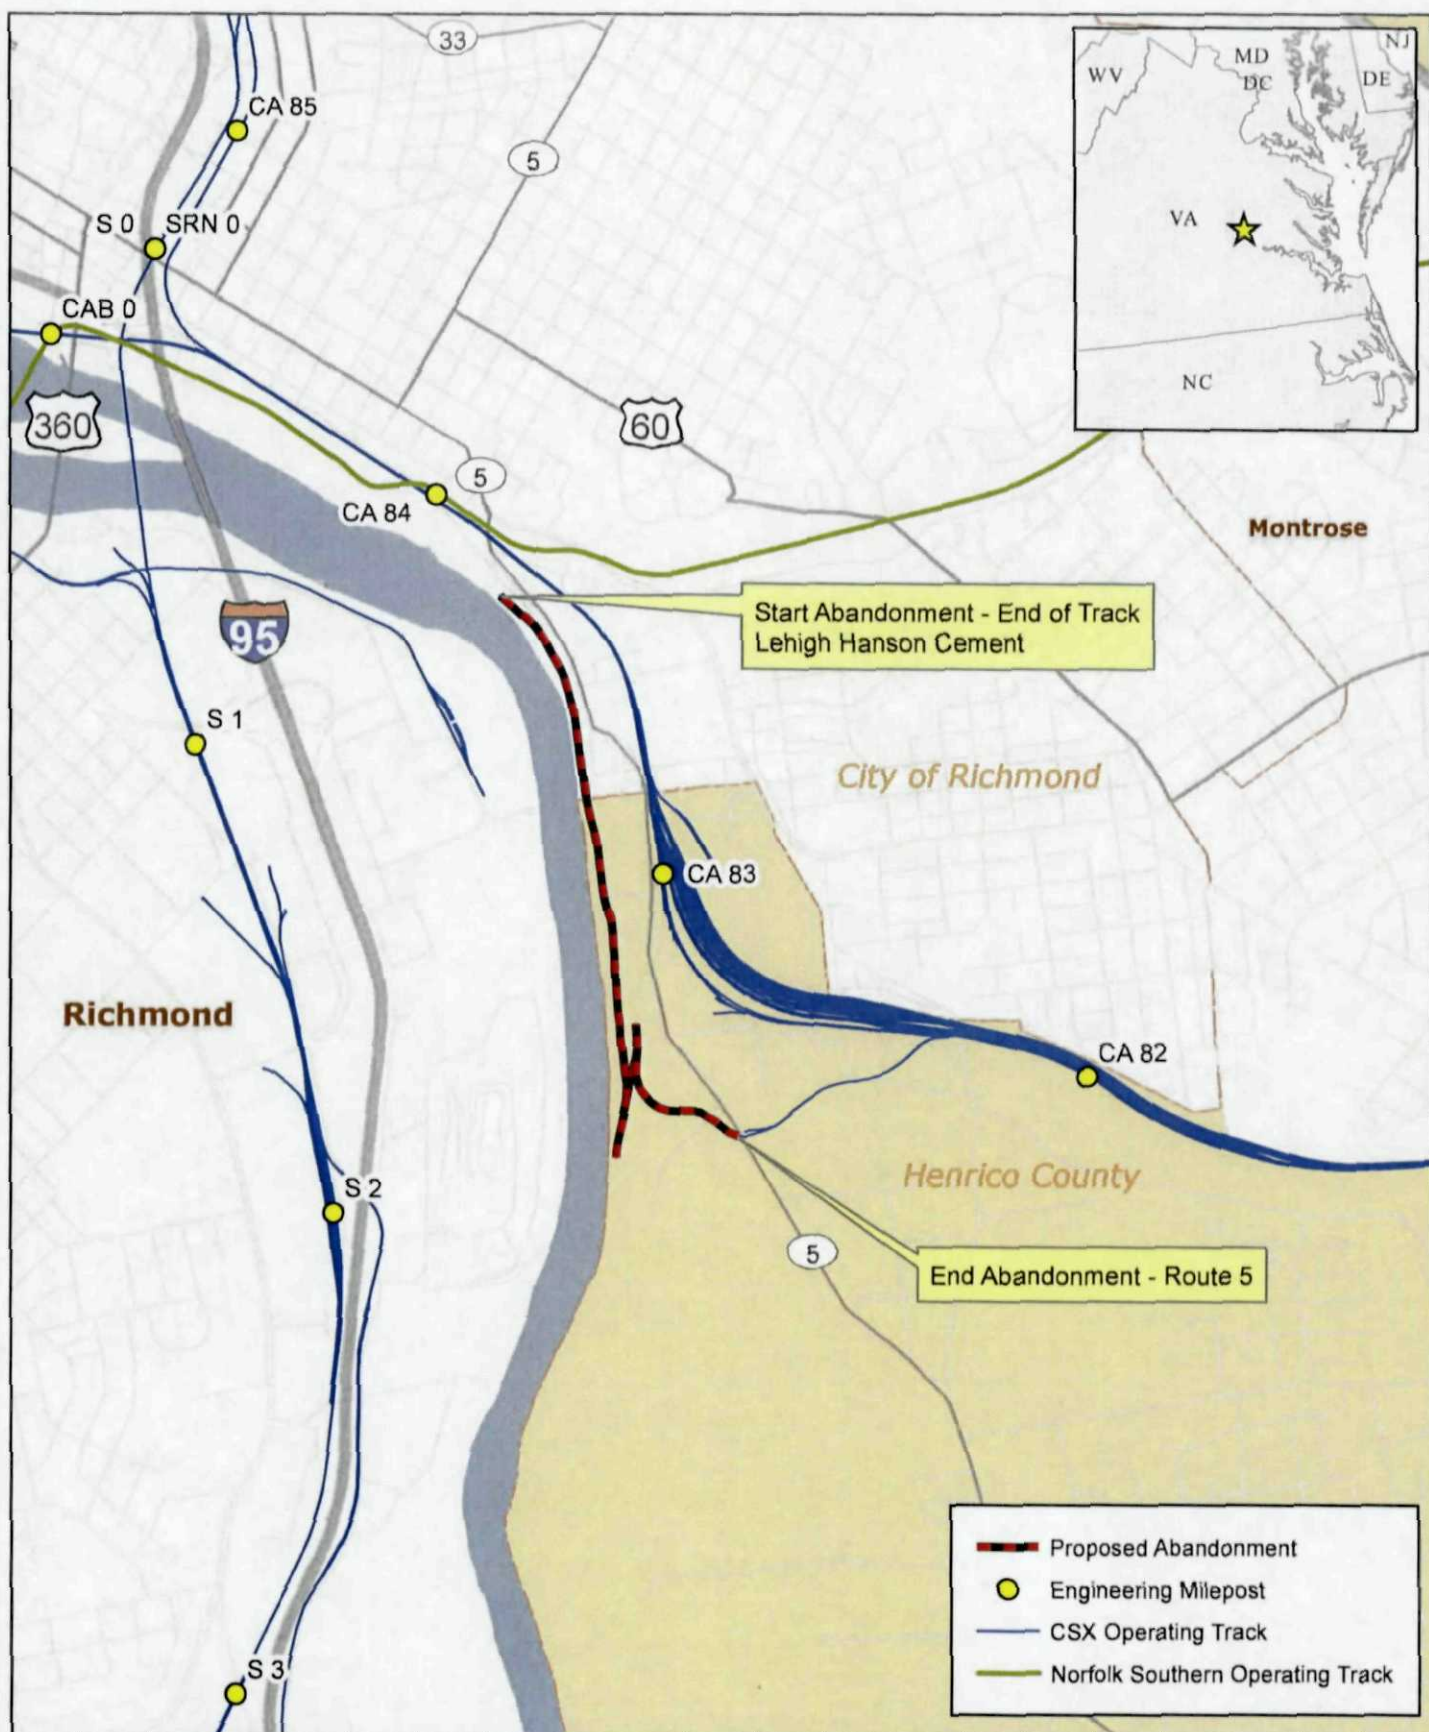 33
CA 85
WV
MD
DC
NJ
DE
5
S 0
SRN 0
VA
CAB 0
NC
360
60
5
CA 84
Montrose
Start Abandonment - End of Track
Lehigh Hanson Cement
95
S 1
City of Richmond
CA 83
Richmond
CA 82
Henrico County
S 2
5
End Abandonment - Route 5
Proposed Abandonment
Engineering Milepost
CSX Operating Track
Norfolk Southern Operating Track
S 3